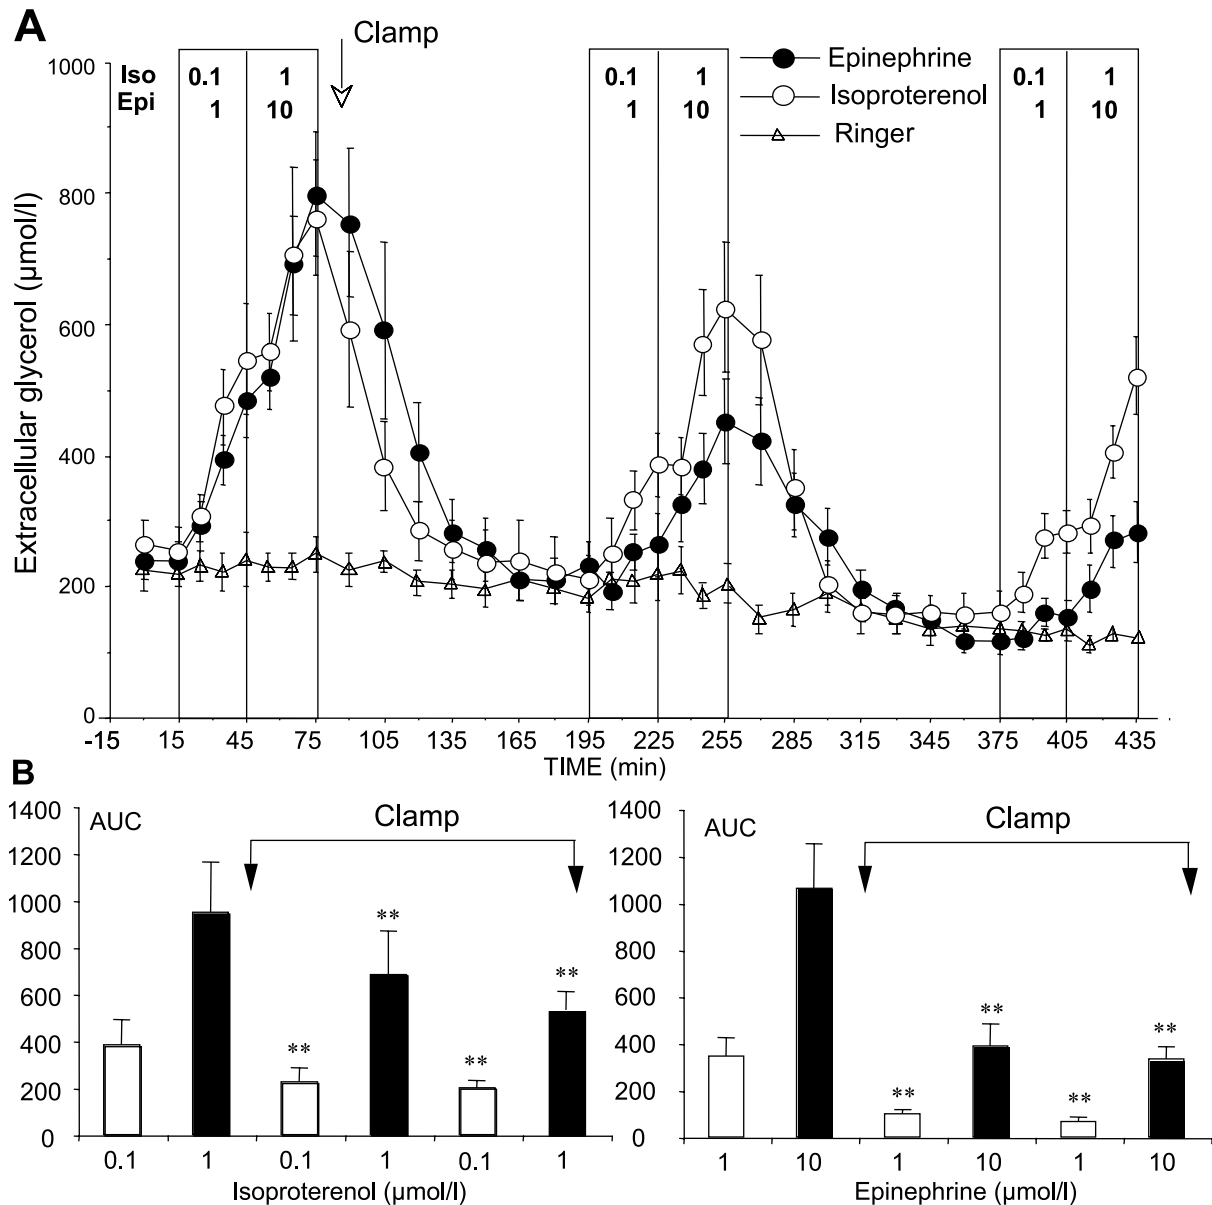 A
Clamp
Iso 0.1 1 0.1 1 0.1 1
Epi 1 10 1 10 1 10
Epinephrine
Isoproterenol
Ringer
Extracellular glycerol (µmol/l)
1000
800
600
400
200
0
-15 15 45 75 105 135 165 195 225 255 285 315 345 375 405 435
TIME (min)
B
AUC
Clamp
1400
1200
1000
800
600
400
200
0
** ** ** **
0.1 1 0.1 1 0.1 1
Isoproterenol (µmol/l)
AUC
Clamp
1400
1200
1000
800
600
400
200
0
** ** ** **
1 10 1 10 1 10
Epinephrine (µmol/l)